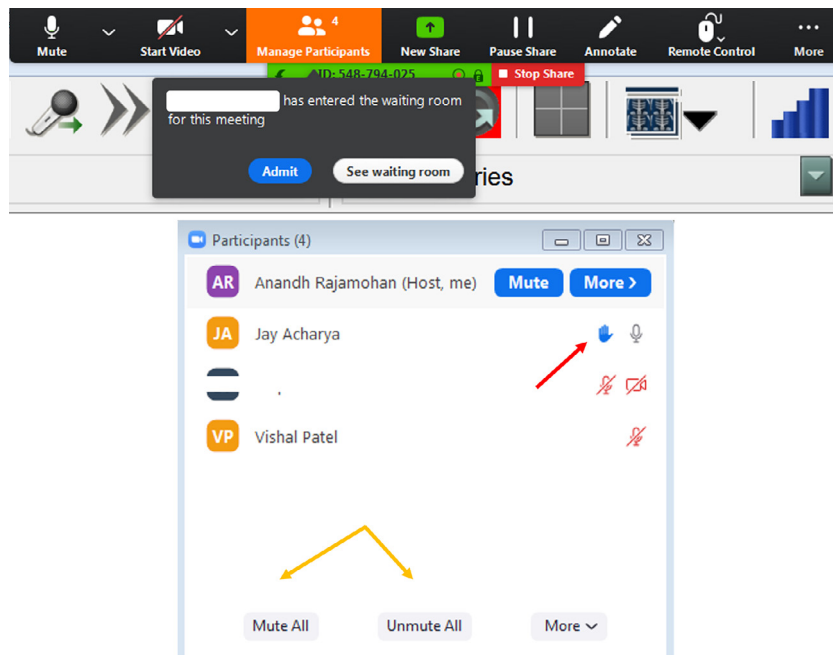 4
Mute Start Video Manage Participants New Share Pause Share Annotate Remote Control More
ID: 548-794-025 Stop Share
has entered the waiting room
for this meeting
Admit See waiting room
ries
Participants (4)
AR Anandh Rajamohan (Host, me) Mute More
JA Jay Acharya
VP Vishal Patel
Mute All Unmute All More